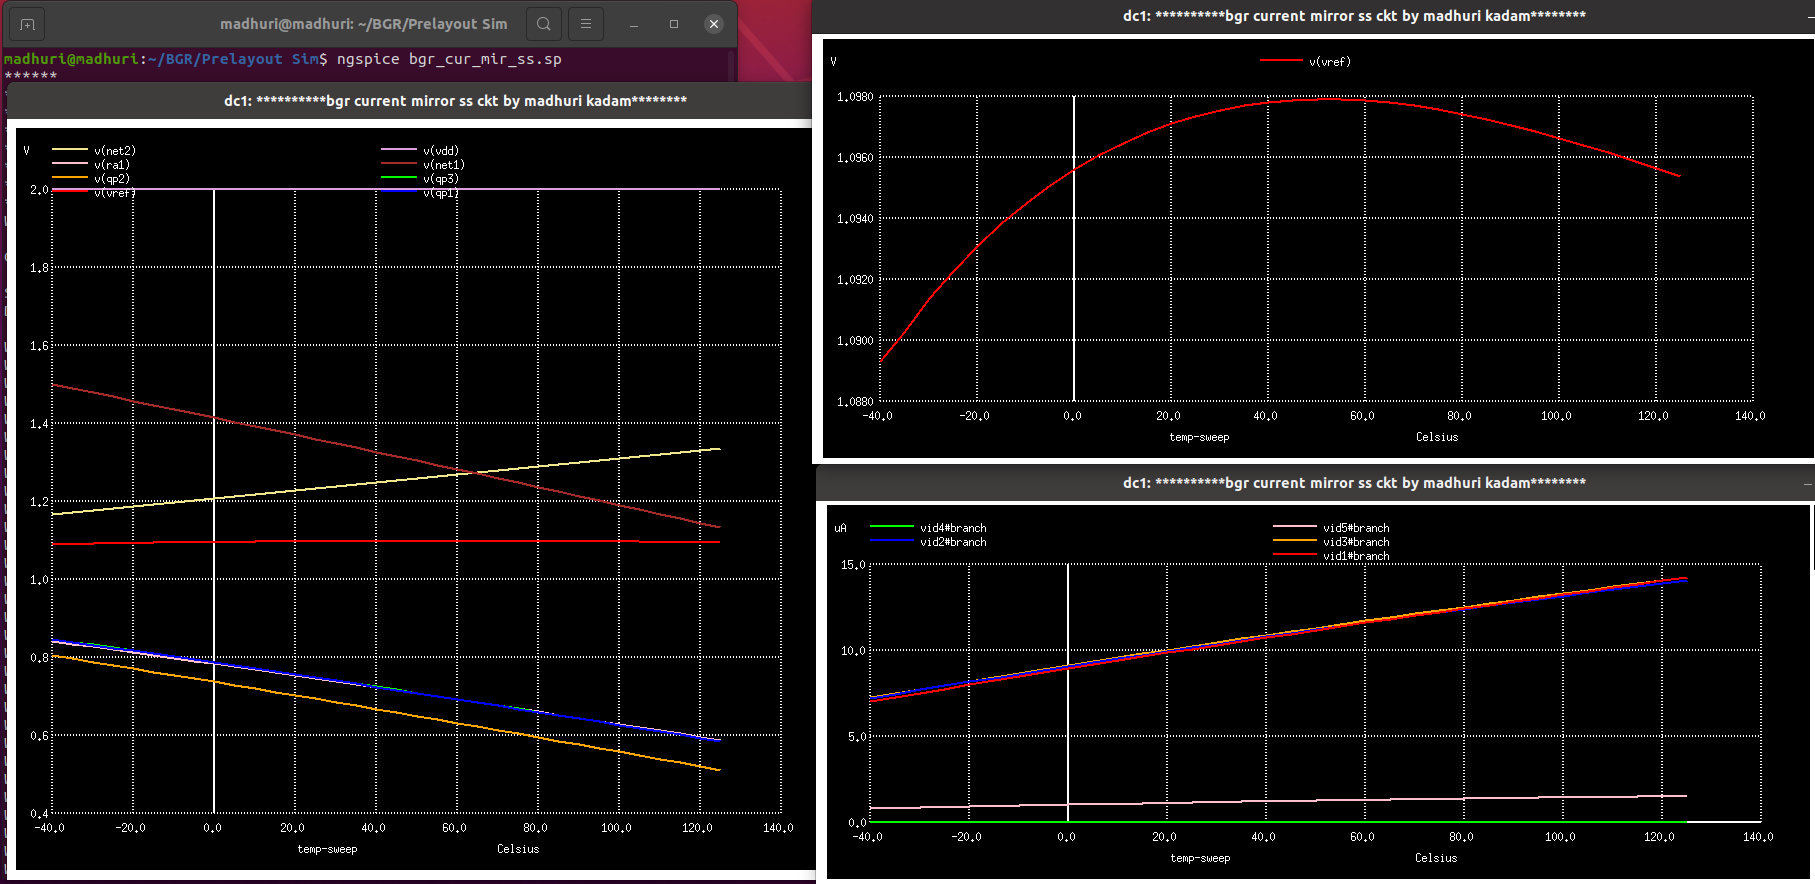 madhuri@madhuri: ~/BGR/Prelayout Sim
madhuri@madhuri:~/BGR/Prelayout Sim$ ngspice bgr_cur_mir_ss.sp
******
dc1: **********bgr current mirror ss ckt by madhuri kadam********
V
v(net2)
v(ra1)
v(qp2)
v(vref)
v(vdd)
v(net1)
v(qp3)
v(qp1)
2.0
1.8
1.6
1.4
1.2
1.0
0.8
0.6
0.4
-40.0 -20.0 0.0 20.0 40.0 60.0 80.0 100.0 120.0 140.0
temp-sweep Celsius
dc1: **********bgr current mirror ss ckt by madhuri kadam********
V
v(vref)
1.0980
1.0960
1.0940
1.0920
1.0900
1.0880
-40.0 -20.0 0.0 20.0 40.0 60.0 80.0 100.0 120.0 140.0
temp-sweep Celsius
dc1: **********bgr current mirror ss ckt by madhuri kadam********
uA
vid4#branch
vid2#branch
vid5#branch
vid3#branch
vid1#branch
15.0
10.0
5.0
0.0
-40.0 -20.0 0.0 20.0 40.0 60.0 80.0 100.0 120.0 140.0
temp-sweep Celsius